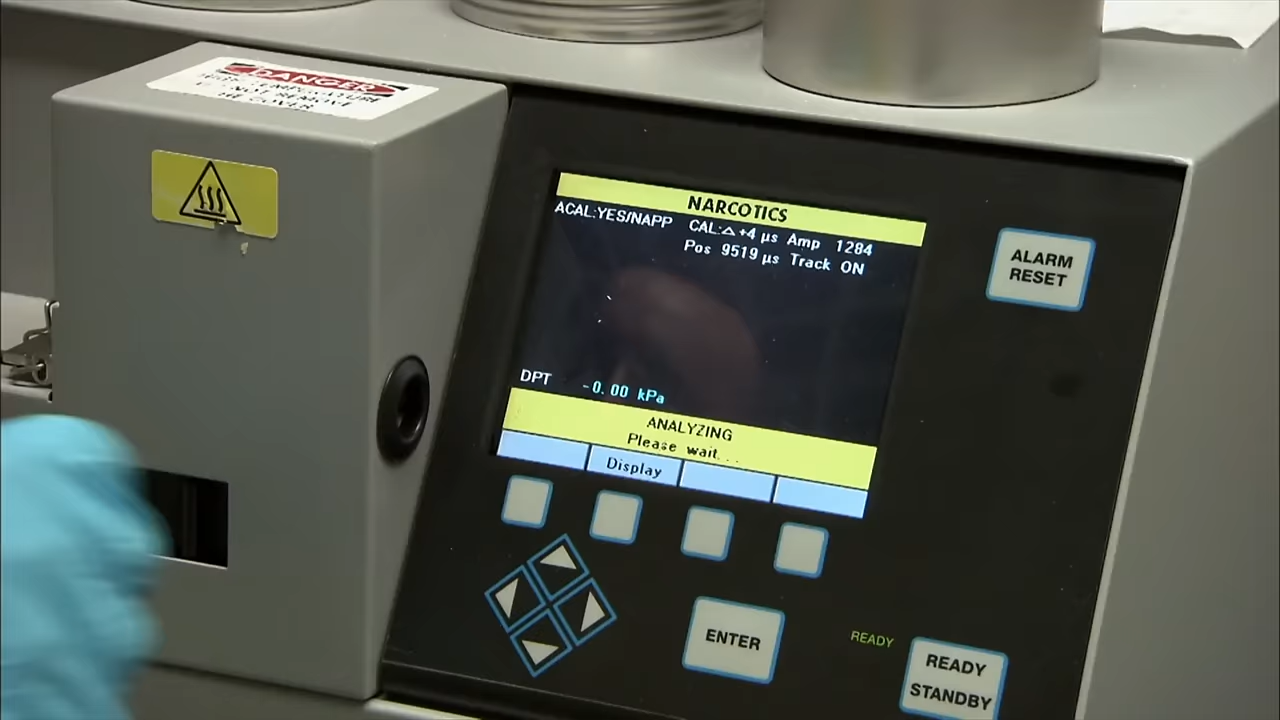 DANGER
NARCOTICS
ACAL:YES/NAPP CAL:△ +4 µs Amp 1284
Pos 9519 µs Track ON
DPT -0.00 kPa
ANALYZING
Please wait...
Display
ALARM
RESET
ENTER
READY
READY
STANDBY